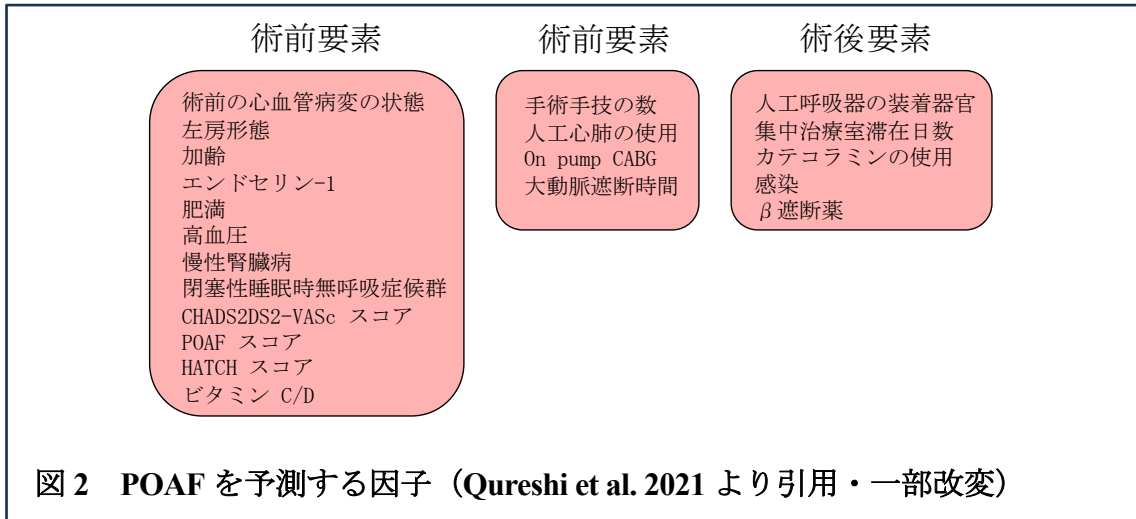 術前要素
術前の心血管病変の状態
左房形態
加齢
エンドセリン-1
肥満
高血圧
慢性腎臓病
閉塞性睡眠時無呼吸症候群
CHADS2DS2-VASc スコア
POAF スコア
HATCH スコア
ビタミン C/D
術前要素
手術手技の数
人工心肺の使用
On pump CABG
大動脈遮断時間
術後要素
人工呼吸器の装着器官
集中治療室滞在日数
カテコラミンの使用
感染
β遮断薬
図 2　POAF を予測する因子（Qureshi et al. 2021 より引用・一部改変）